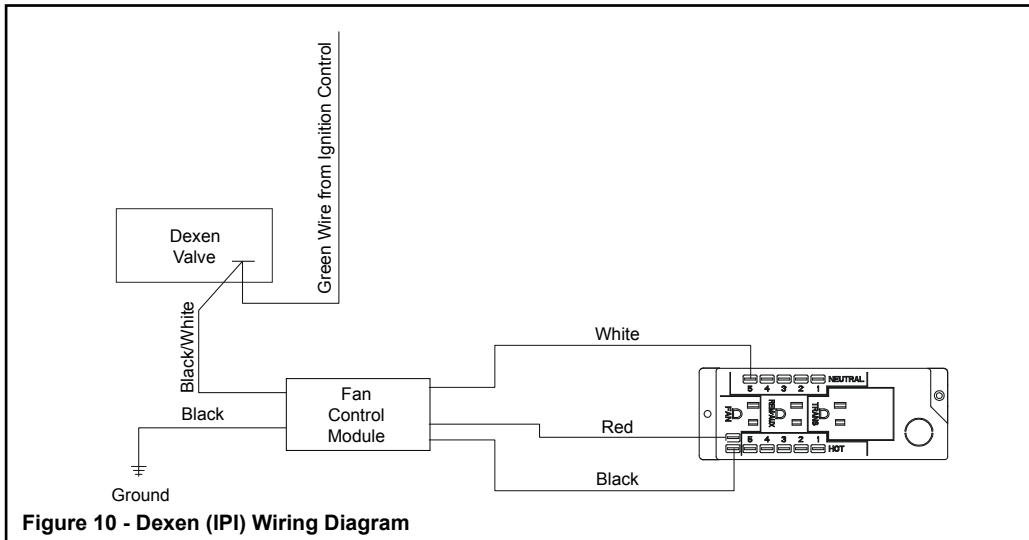 Green Wire from Ignition Control
Dexen
Valve
Black/White
White
Fan
Control
Module
Black
Red
Black
Ground
5 4 3 2 1 NEUTRAL
FAN
REM/AUX
TRANS
5 4 3 2 1 HOT
Figure 10 - Dexen (IPI) Wiring Diagram